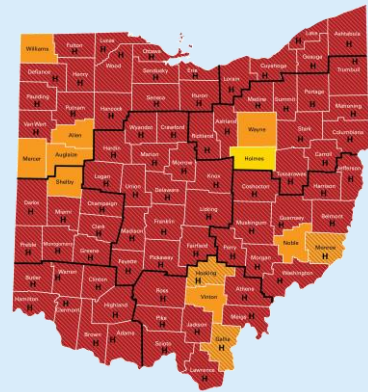 Williams
Fulton
Lucas
H
Ottawa
H
Lake
H
Ashtabula
H
Geauga
H
Cuyahoga
H
Trumbull
H
Defiance
H
Henry
H
Wood
H
Sandusky
H
Erie
H
Lorain
H
Paulding
H
Putnam
H
Hancock
H
Seneca
H
Huron
H
Medina
H
Summit
H
Portage
H
Mahoning
H
Van Wert
H
Allen
Wyandot
H
Crawford
H
Richland
H
Ashland
H
Wayne
Stark
H
Columbiana
H
Mercer
Auglaize
Hardin
H
Marion
H
Morrow
H
Holmes
Carroll
H
Tuscarawas
H
Jefferson
H
Shelby
Logan
H
Union
H
Delaware
H
Knox
H
Coshocton
H
Harrison
H
Darke
H
Miami
H
Champaign
H
Clark
H
Madison
H
Franklin
H
Licking
H
Muskingum
H
Guernsey
H
Belmont
H
Preble
H
Montgomery
H
Greene
H
Fayette
H
Pickaway
H
Fairfield
H
Perry
H
Morgan
H
Noble
Monroe
H
Butler
H
Warren
H
Clinton
H
Ross
H
Hocking
H
Athens
H
Washington
H
Hamilton
H
Clermont
H
Highland
H
Pike
H
Vinton
Jackson
H
Meigs
H
Brown
H
Adams
H
Scioto
H
Gallia
H
Lawrence
H